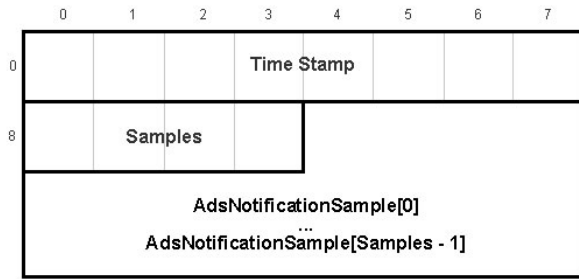 0 1 2 3 4 5 6 7
0 Time Stamp
8 Samples
AdsNotificationSample[0]
...
AdsNotificationSample[Samples - 1]